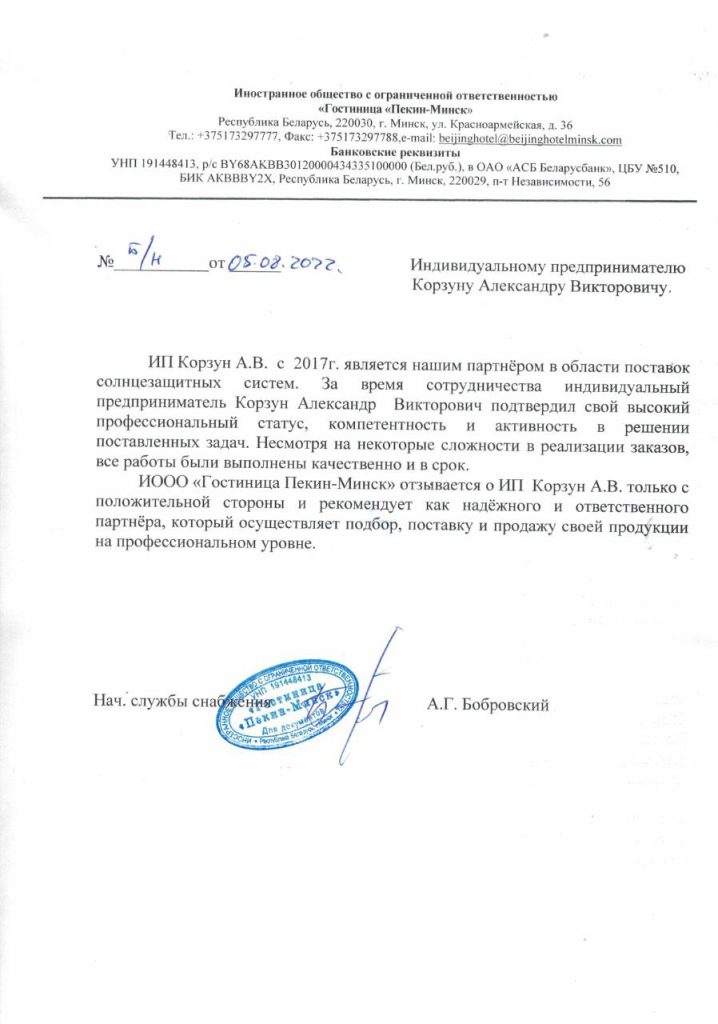 Иностранное общество с ограниченной ответственностью
«Гостиница «Пекин-Минск»
Республика Беларусь, 220030, г. Минск, ул. Красноармейская, д. 36
Тел.: +375173297777, Факс: +375173297788,e-mail: beijinghotel@beijinghotelminsk.com
Банковские реквизиты
УНП 191448413, р/с BY68AKBB30120000434335100000 (Бел.руб.), в ОАО «АСБ Беларусбанк», ЦБУ №510,
БИК AKBBBY2X, Республика Беларусь, г. Минск, 220029, п-т Независимости, 56
№ Б/н от 05.08.2022.
Индивидуальному предпринимателю
Корзуну Александру Викторовичу.
ИП Корзун А.В. с 2017г. является нашим партнёром в области поставок
солнцезащитных систем. За время сотрудничества индивидуальный
предприниматель Корзун Александр Викторович подтвердил свой высокий
профессиональный статус, компетентность и активность в решении
поставленных задач. Несмотря на некоторые сложности в реализации заказов,
все работы были выполнены качественно и в срок.
ИООО «Гостиница Пекин-Минск» отзывается о ИП Корзун А.В. только с
положительной стороны и рекомендует как надёжного и ответственного
партнёра, который осуществляет подбор, поставку и продажу своей продукции
на профессиональном уровне.
Нач. службы снабжения
А.Г. Бобровский
УНП 191448413
«Гостиница
«Пекин-Минск»
Для документов